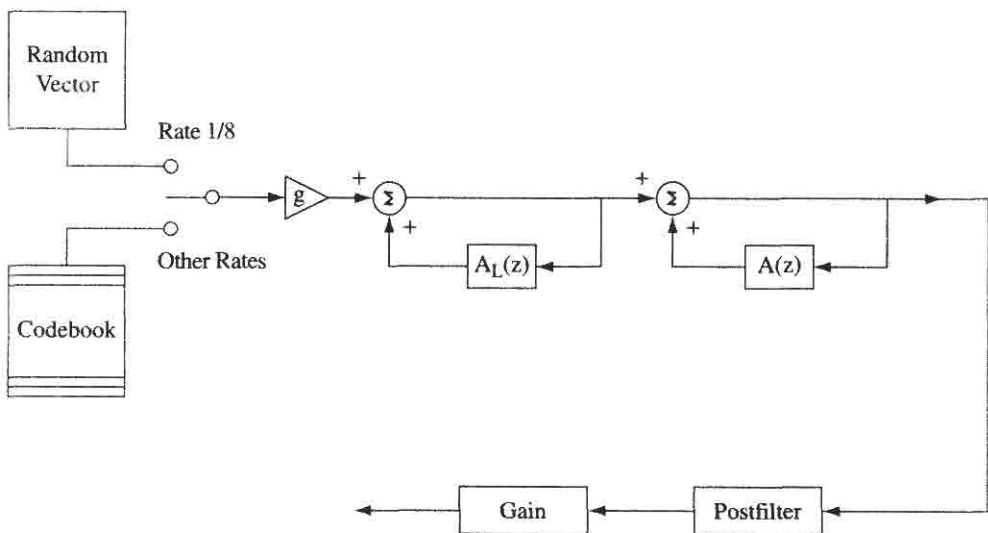 Random
Vector
Rate 1/8
g
+
Σ
+
+
Σ
+
Other Rates
A_L(z)
A(z)
Codebook
Gain
Postfilter